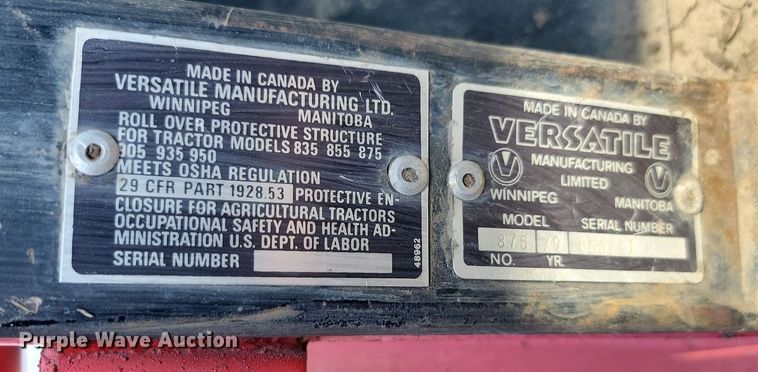 MADE IN CANADA BY
VERSATILE MANUFACTURING LTD.
WINNIPEG MANITOBA
ROLL OVER PROTECTIVE STRUCTURE
FOR TRACTOR MODELS 835 855 875
905 935 950
MEETS OSHA REGULATION
29 CFR PART 1928.53 PROTECTIVE EN-
CLOSURE FOR AGRICULTURAL TRACTORS
OCCUPATIONAL SAFETY AND HEALTH AD-
MINISTRATION U.S. DEPT. OF LABOR
SERIAL NUMBER
48962
MADE IN CANADA BY
VERSATILE
MANUFACTURING
LIMITED
V V
WINNIPEG MANITOBA
MODEL SERIAL NUMBER
875 79
NO. YR.
Purple Wave Auction